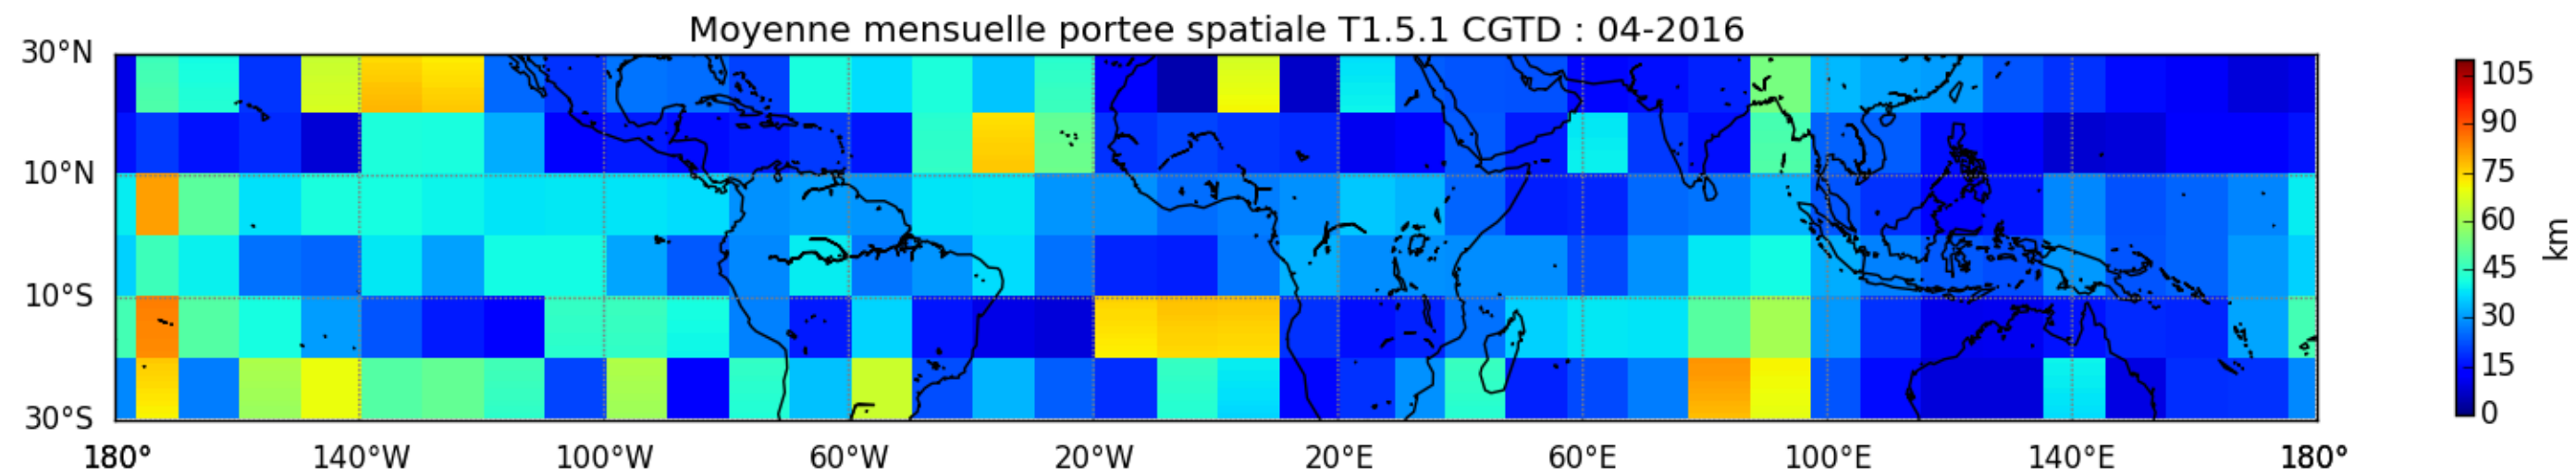 Moyenne mensuelle portee spatiale T1.5.1 CGTD : 04-2016
30°N
10°N
10°S
30°S
180° 140°W 100°W 60°W 20°W 20°E 60°E 100°E 140°E 180°
105
90
75
60
45
30
15
0
km